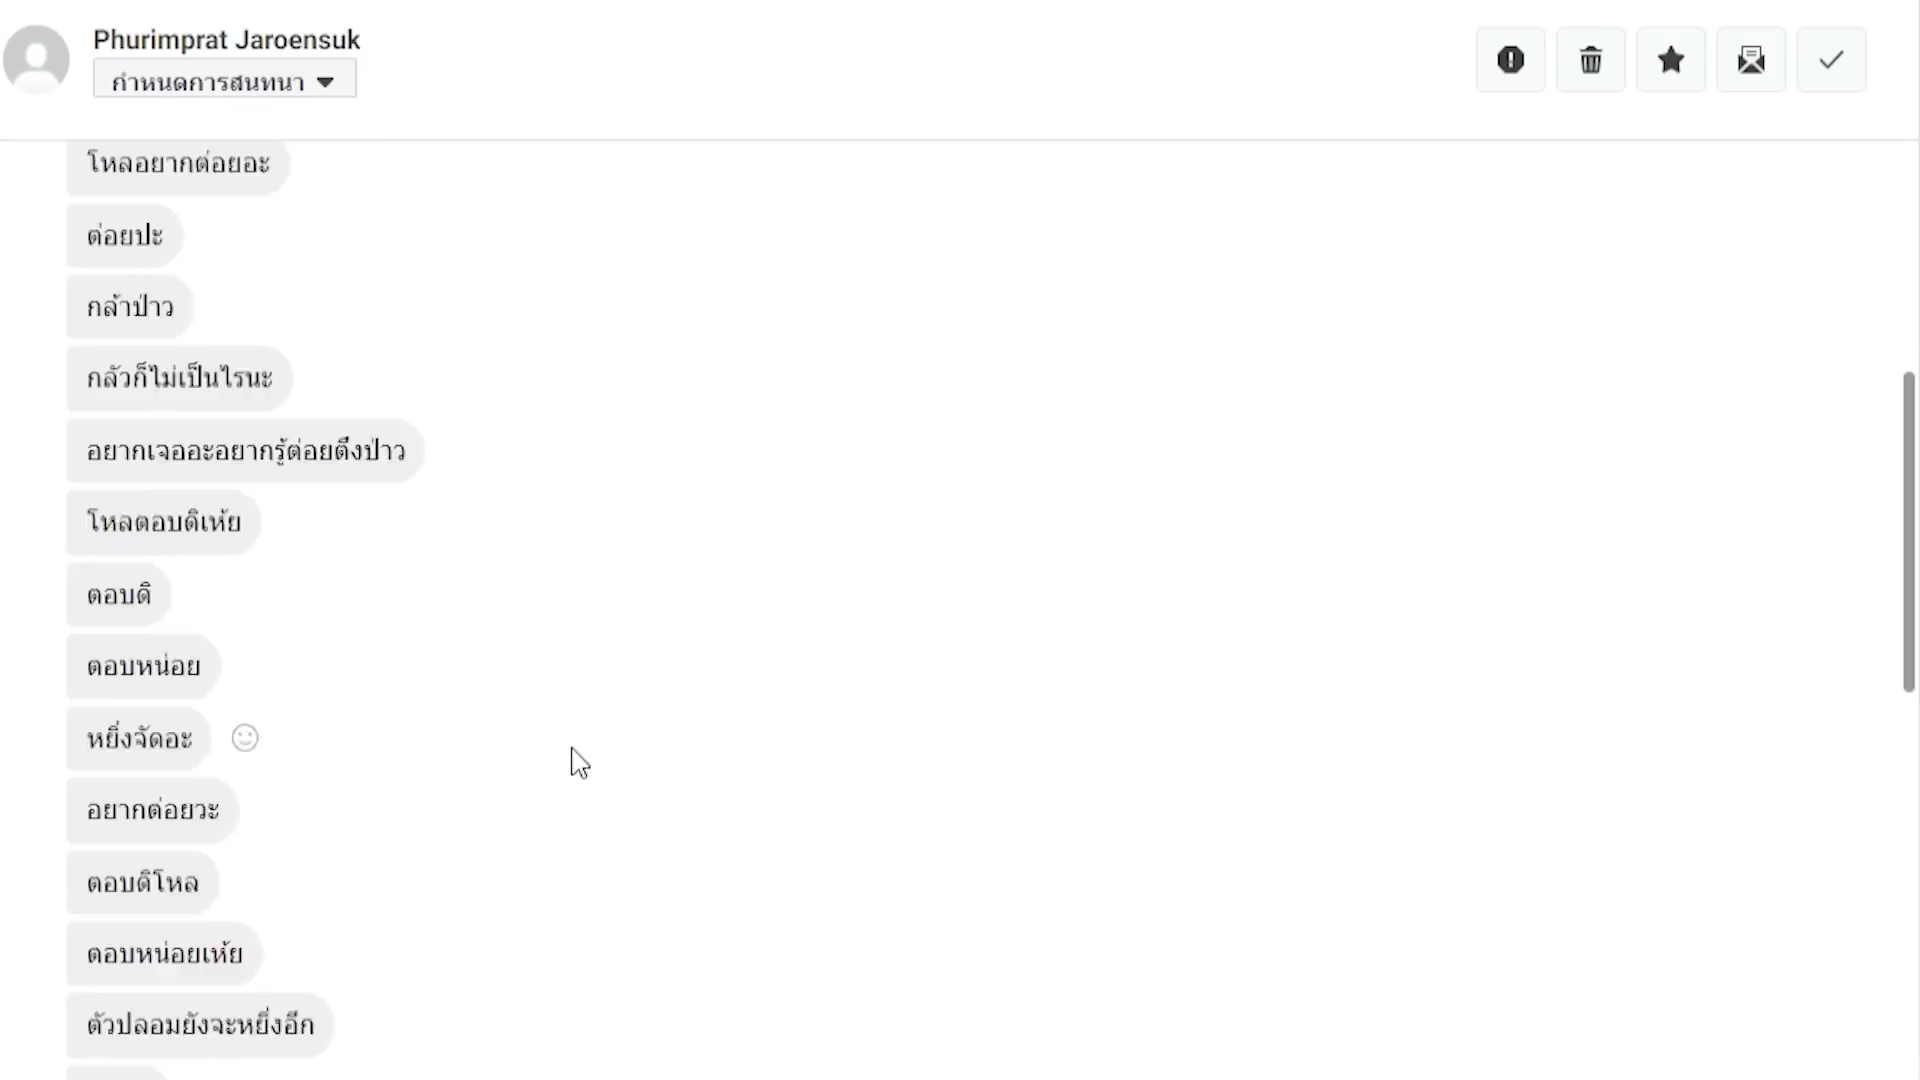 Phurimprat Jaroensuk
กำหนดการสนทนา
โหลอยากต่อยอะ
ต่อยปะ
กล้าป่าว
กลัวก็ไม่เป็นไรนะ
อยากเจออะอยากรู้ต่อยตึงป่าว
โหลตอบดิเห้ย
ตอบดิ
ตอบหน่อย
หยิ่งจัดอะ
อยากต่อยวะ
ตอบดิโหล
ตอบหน่อยเห้ย
ตัวปลอมยังจะหยิ่งอีก